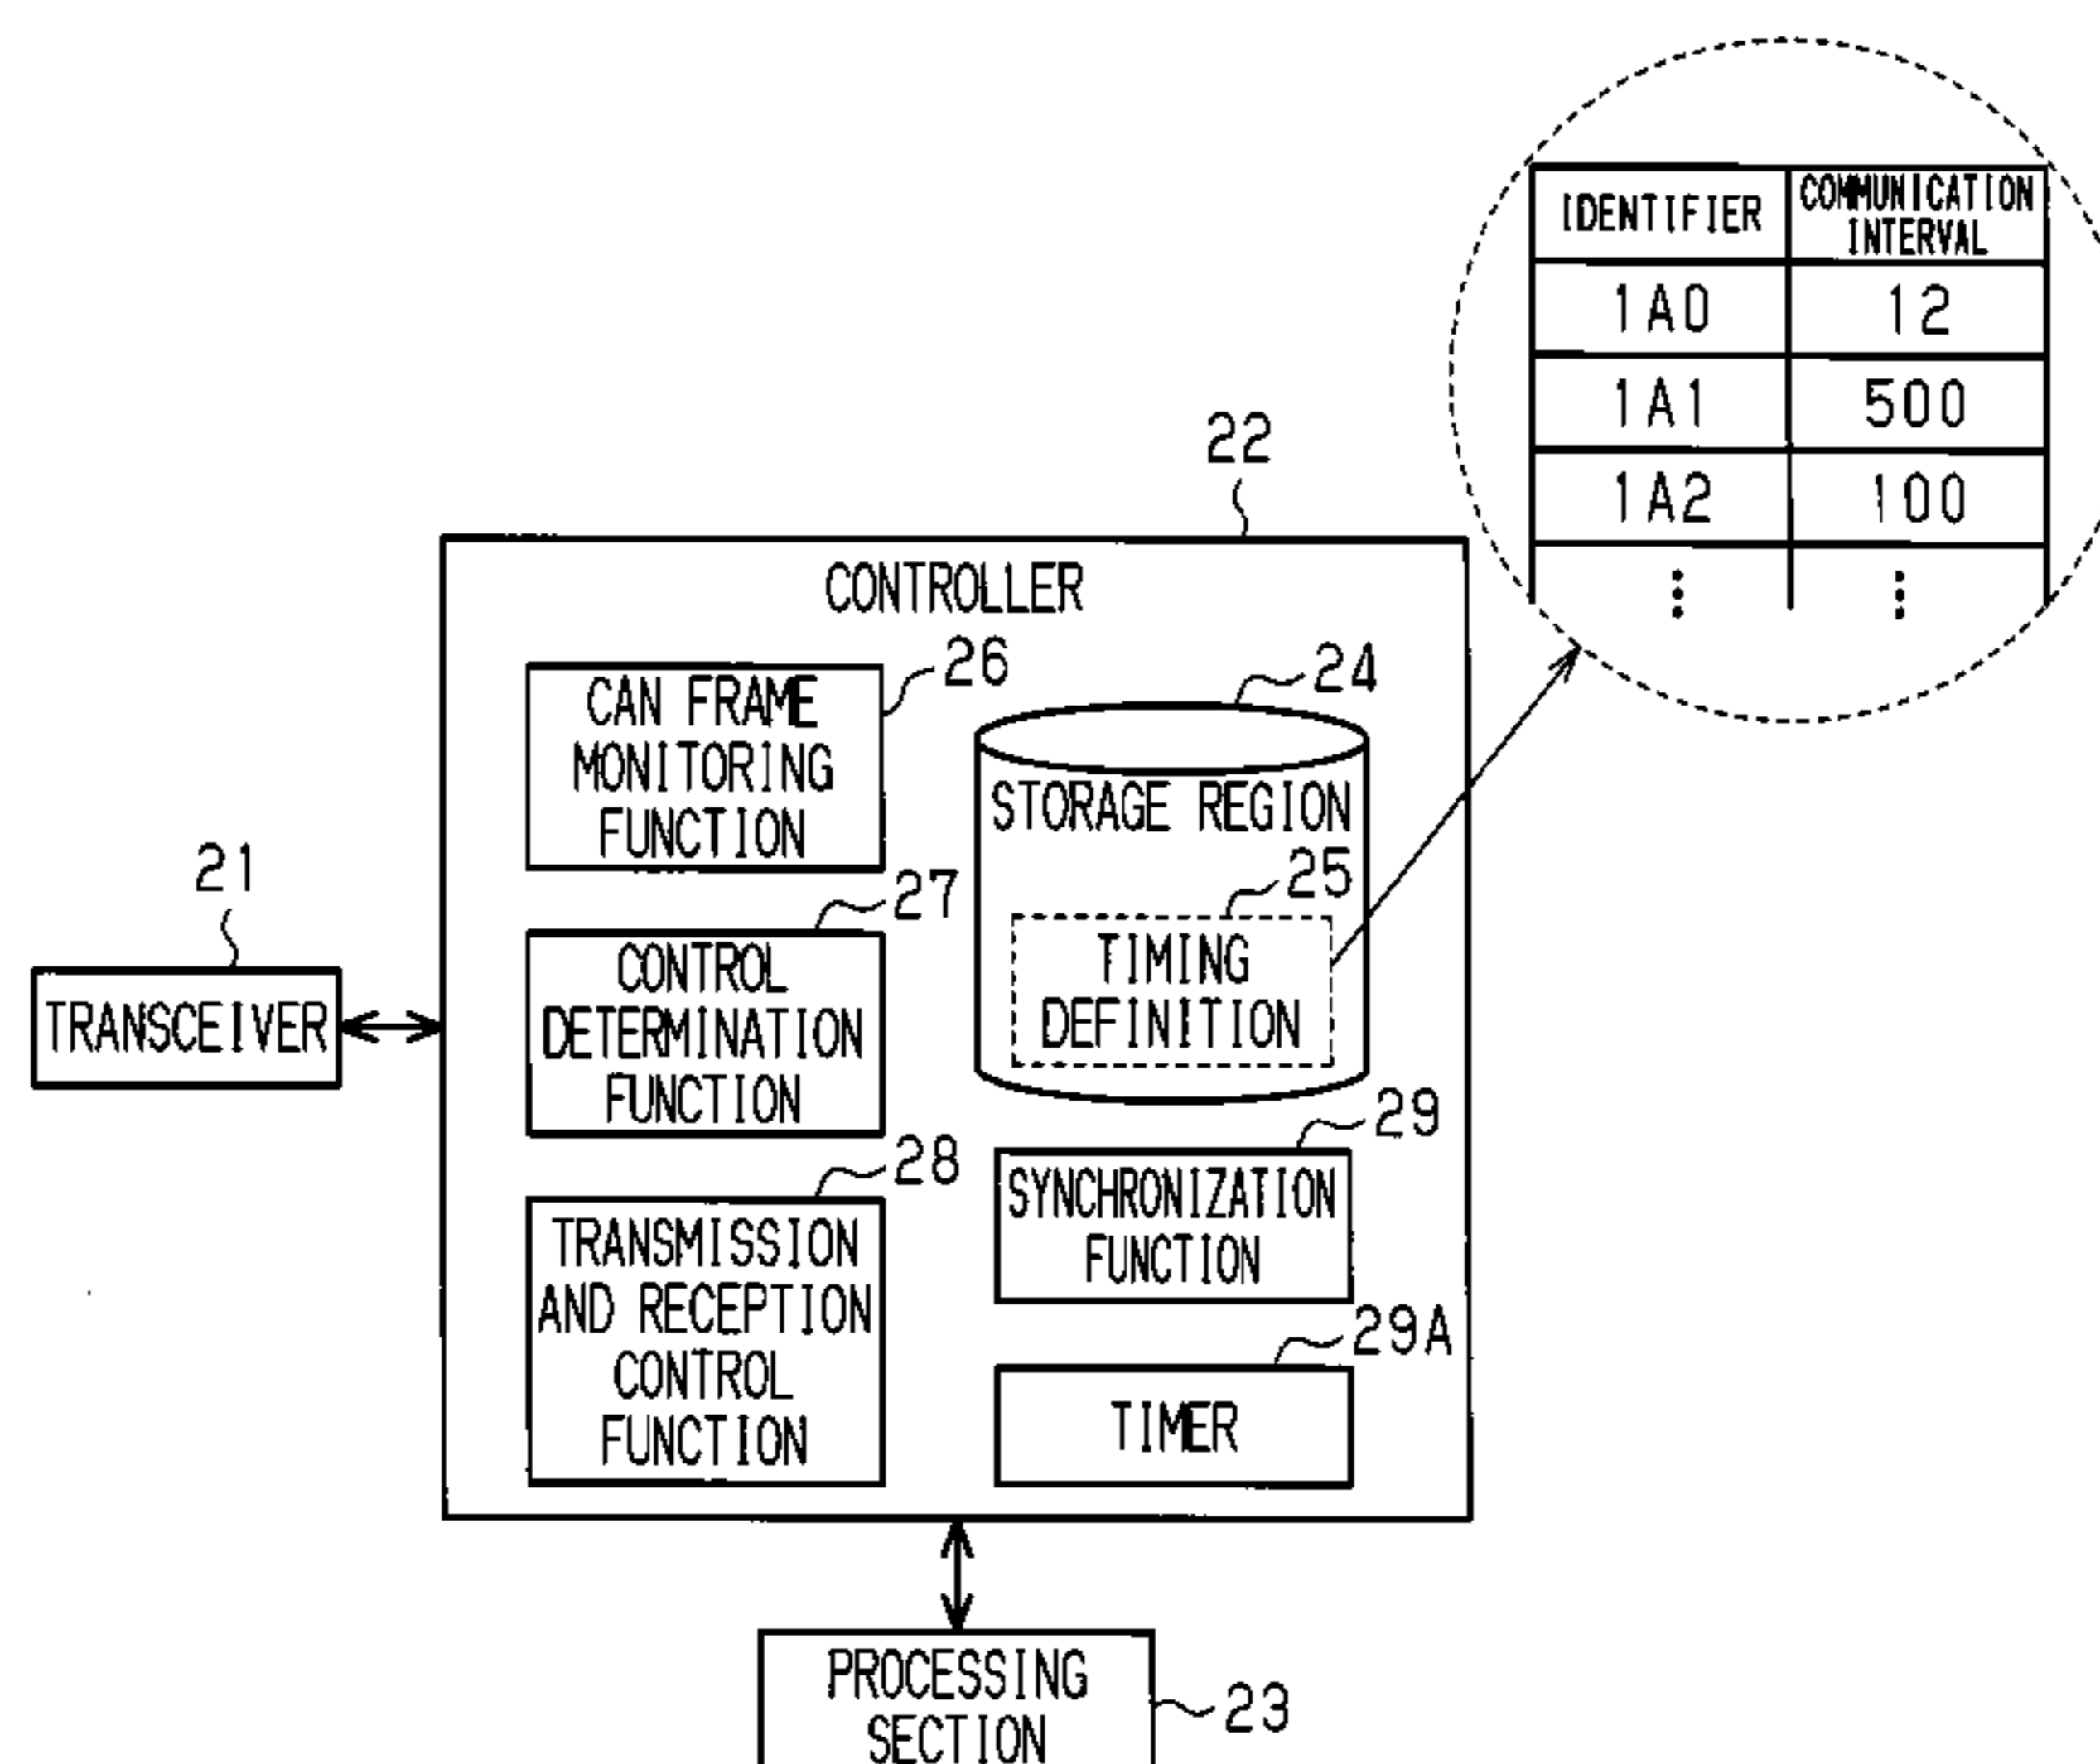 IDENTIFIER
COMMUNICATION
INTERVAL
1A0
12
1A1
500
1A2
100
22
CONTROLLER
26
CAN FRAME
MONITORING
FUNCTION
24
STORAGE REGION
25
TIMING
DEFINITION
21
TRANSCEIVER
27
CONTROL
DETERMINATION
FUNCTION
28
TRANSMISSION
AND RECEPTION
CONTROL
FUNCTION
29
SYNCHRONIZATION
FUNCTION
29A
TIMER
PROCESSING
SECTION
23